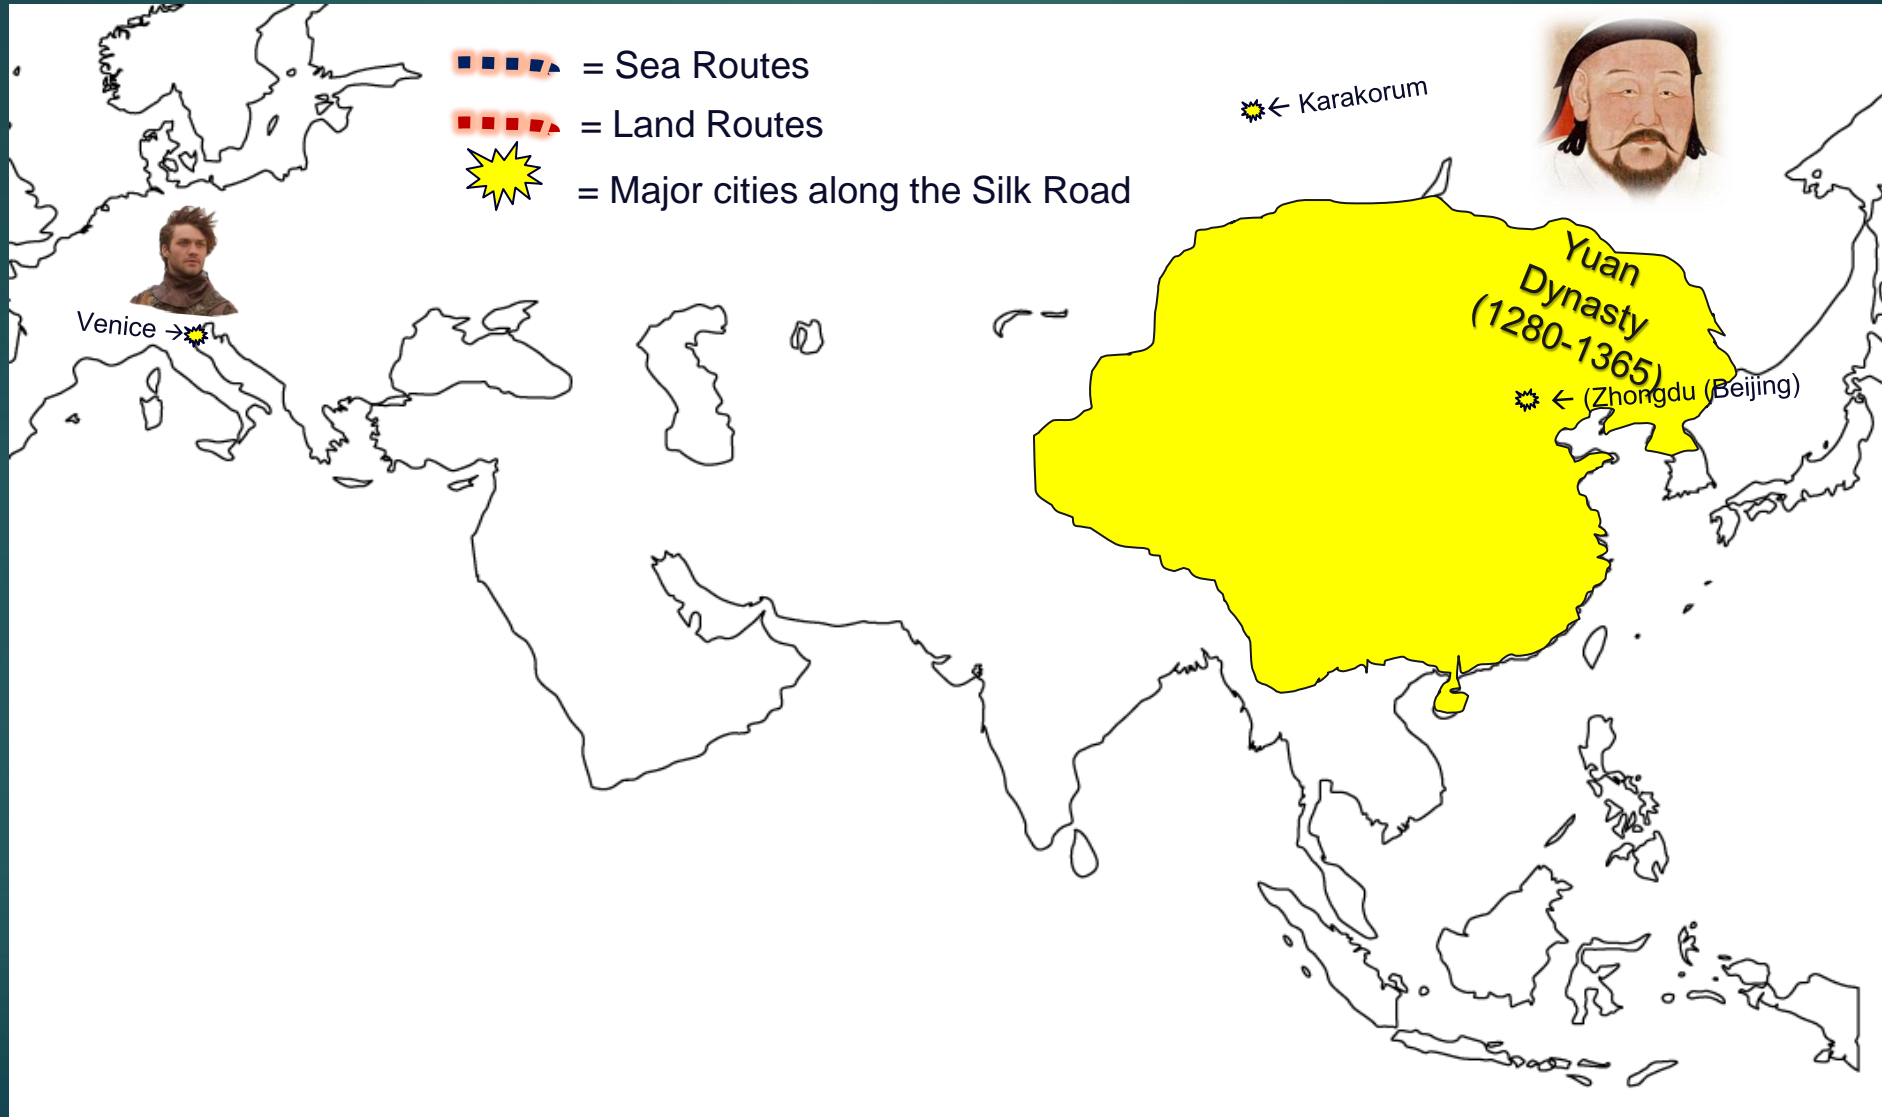 = Sea Routes
= Land Routes
= Major cities along the Silk Road
← Karakorum
Venice →
Yuan
Dynasty
(1280-1365)
← (Zhongdu (Beijing)